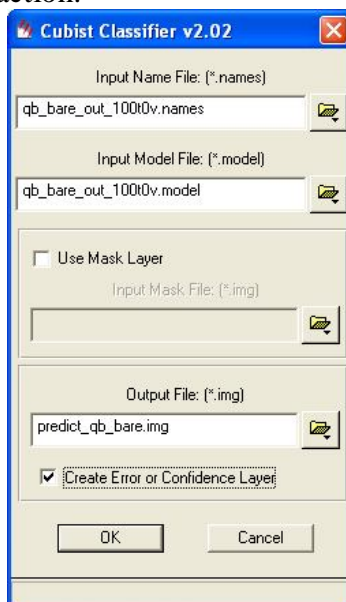 action.
Cubist Classifier v2.02
Input Name File: (*.names)
qb_bare_out_100t0v.names
Input Model File: (*.model)
qb_bare_out_100t0v.model
Use Mask Layer
Input Mask File: (*.img)
Output File: (*.img)
predict_qb_bare.img
Create Error or Confidence Layer
OK Cancel